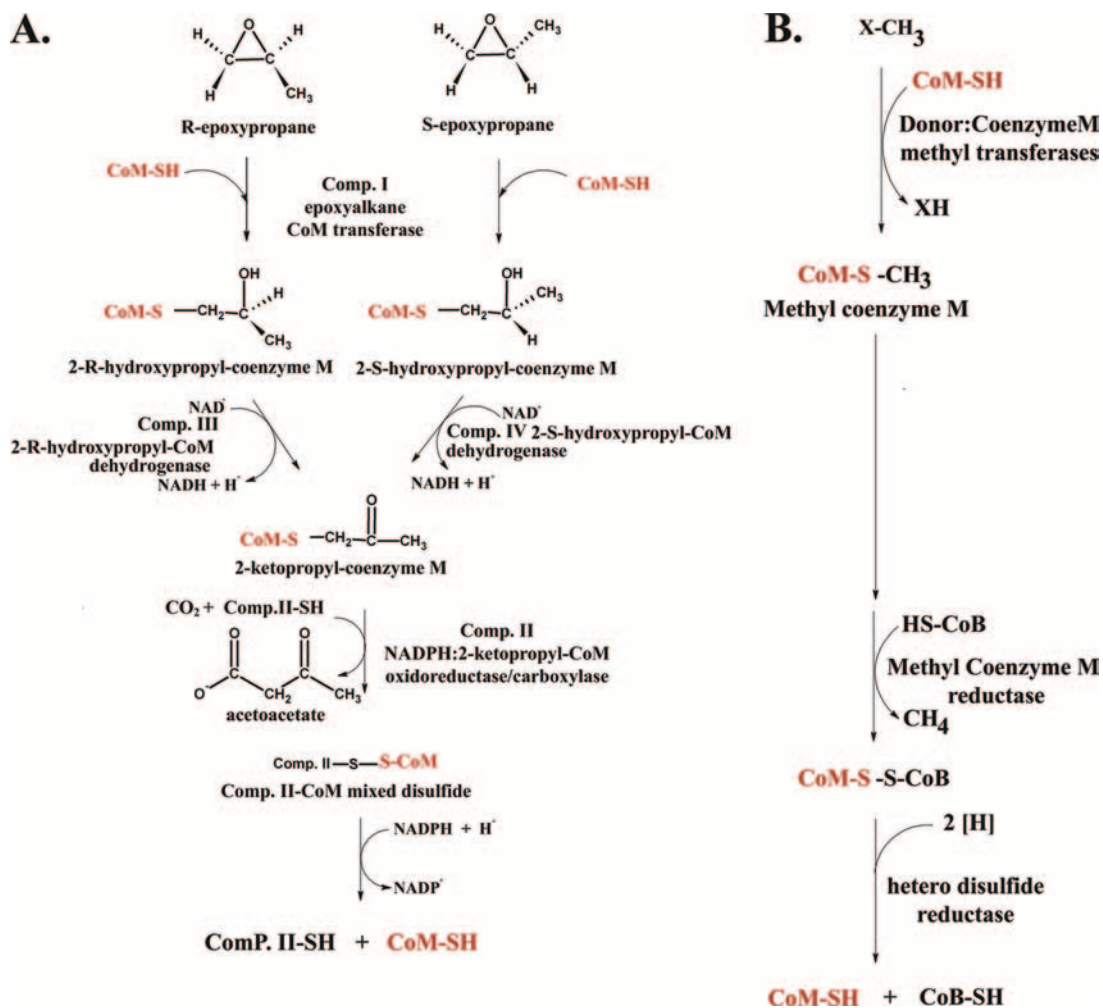 A.
O
H
H
C
C
H
CH3
R-epoxypropane
O
H
CH3
C
C
H
H
S-epoxypropane
CoM-SH
Comp. I
epoxyalkane
CoM transferase
CoM-SH
OH
H
CoM-S
CH2
C
CH3
2-R-hydroxypropyl-coenzyme M
OH
CH3
CoM-S
CH2
C
H
2-S-hydroxypropyl-coenzyme M
NAD+
Comp. III
2-R-hydroxypropyl-CoM
dehydrogenase
NADH + H+
NAD+
Comp. IV 2-S-hydroxypropyl-CoM
dehydrogenase
NADH + H+
O
CoM-S
CH2
C
CH3
2-ketopropyl-coenzyme M
CO2 + Comp.II-SH
O
O
C
C
O-
CH2
CH3
acetoacetate
Comp. II
NADPH:2-ketopropyl-CoM
oxidoreductase/carboxylase
Comp. II—S—S-CoM
Comp. II-CoM mixed disulfide
NADPH + H+
NADP+
ComP. II-SH + CoM-SH
B.
X-CH3
CoM-SH
Donor:CoenzymeM
methyl transferases
XH
CoM-S -CH3
Methyl coenzyme M
HS-CoB
Methyl Coenzyme M
reductase
CH4
CoM-S -S-CoB
2 [H]
hetero disulfide
reductase
CoM-SH + CoB-SH